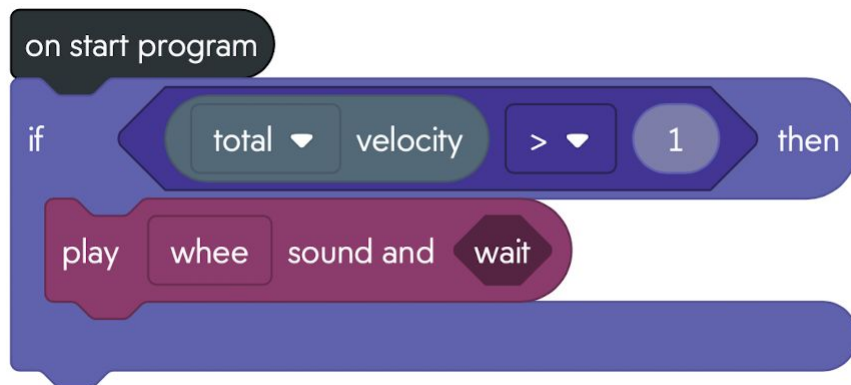 on start program
if total velocity > 1 then
play whee sound and wait